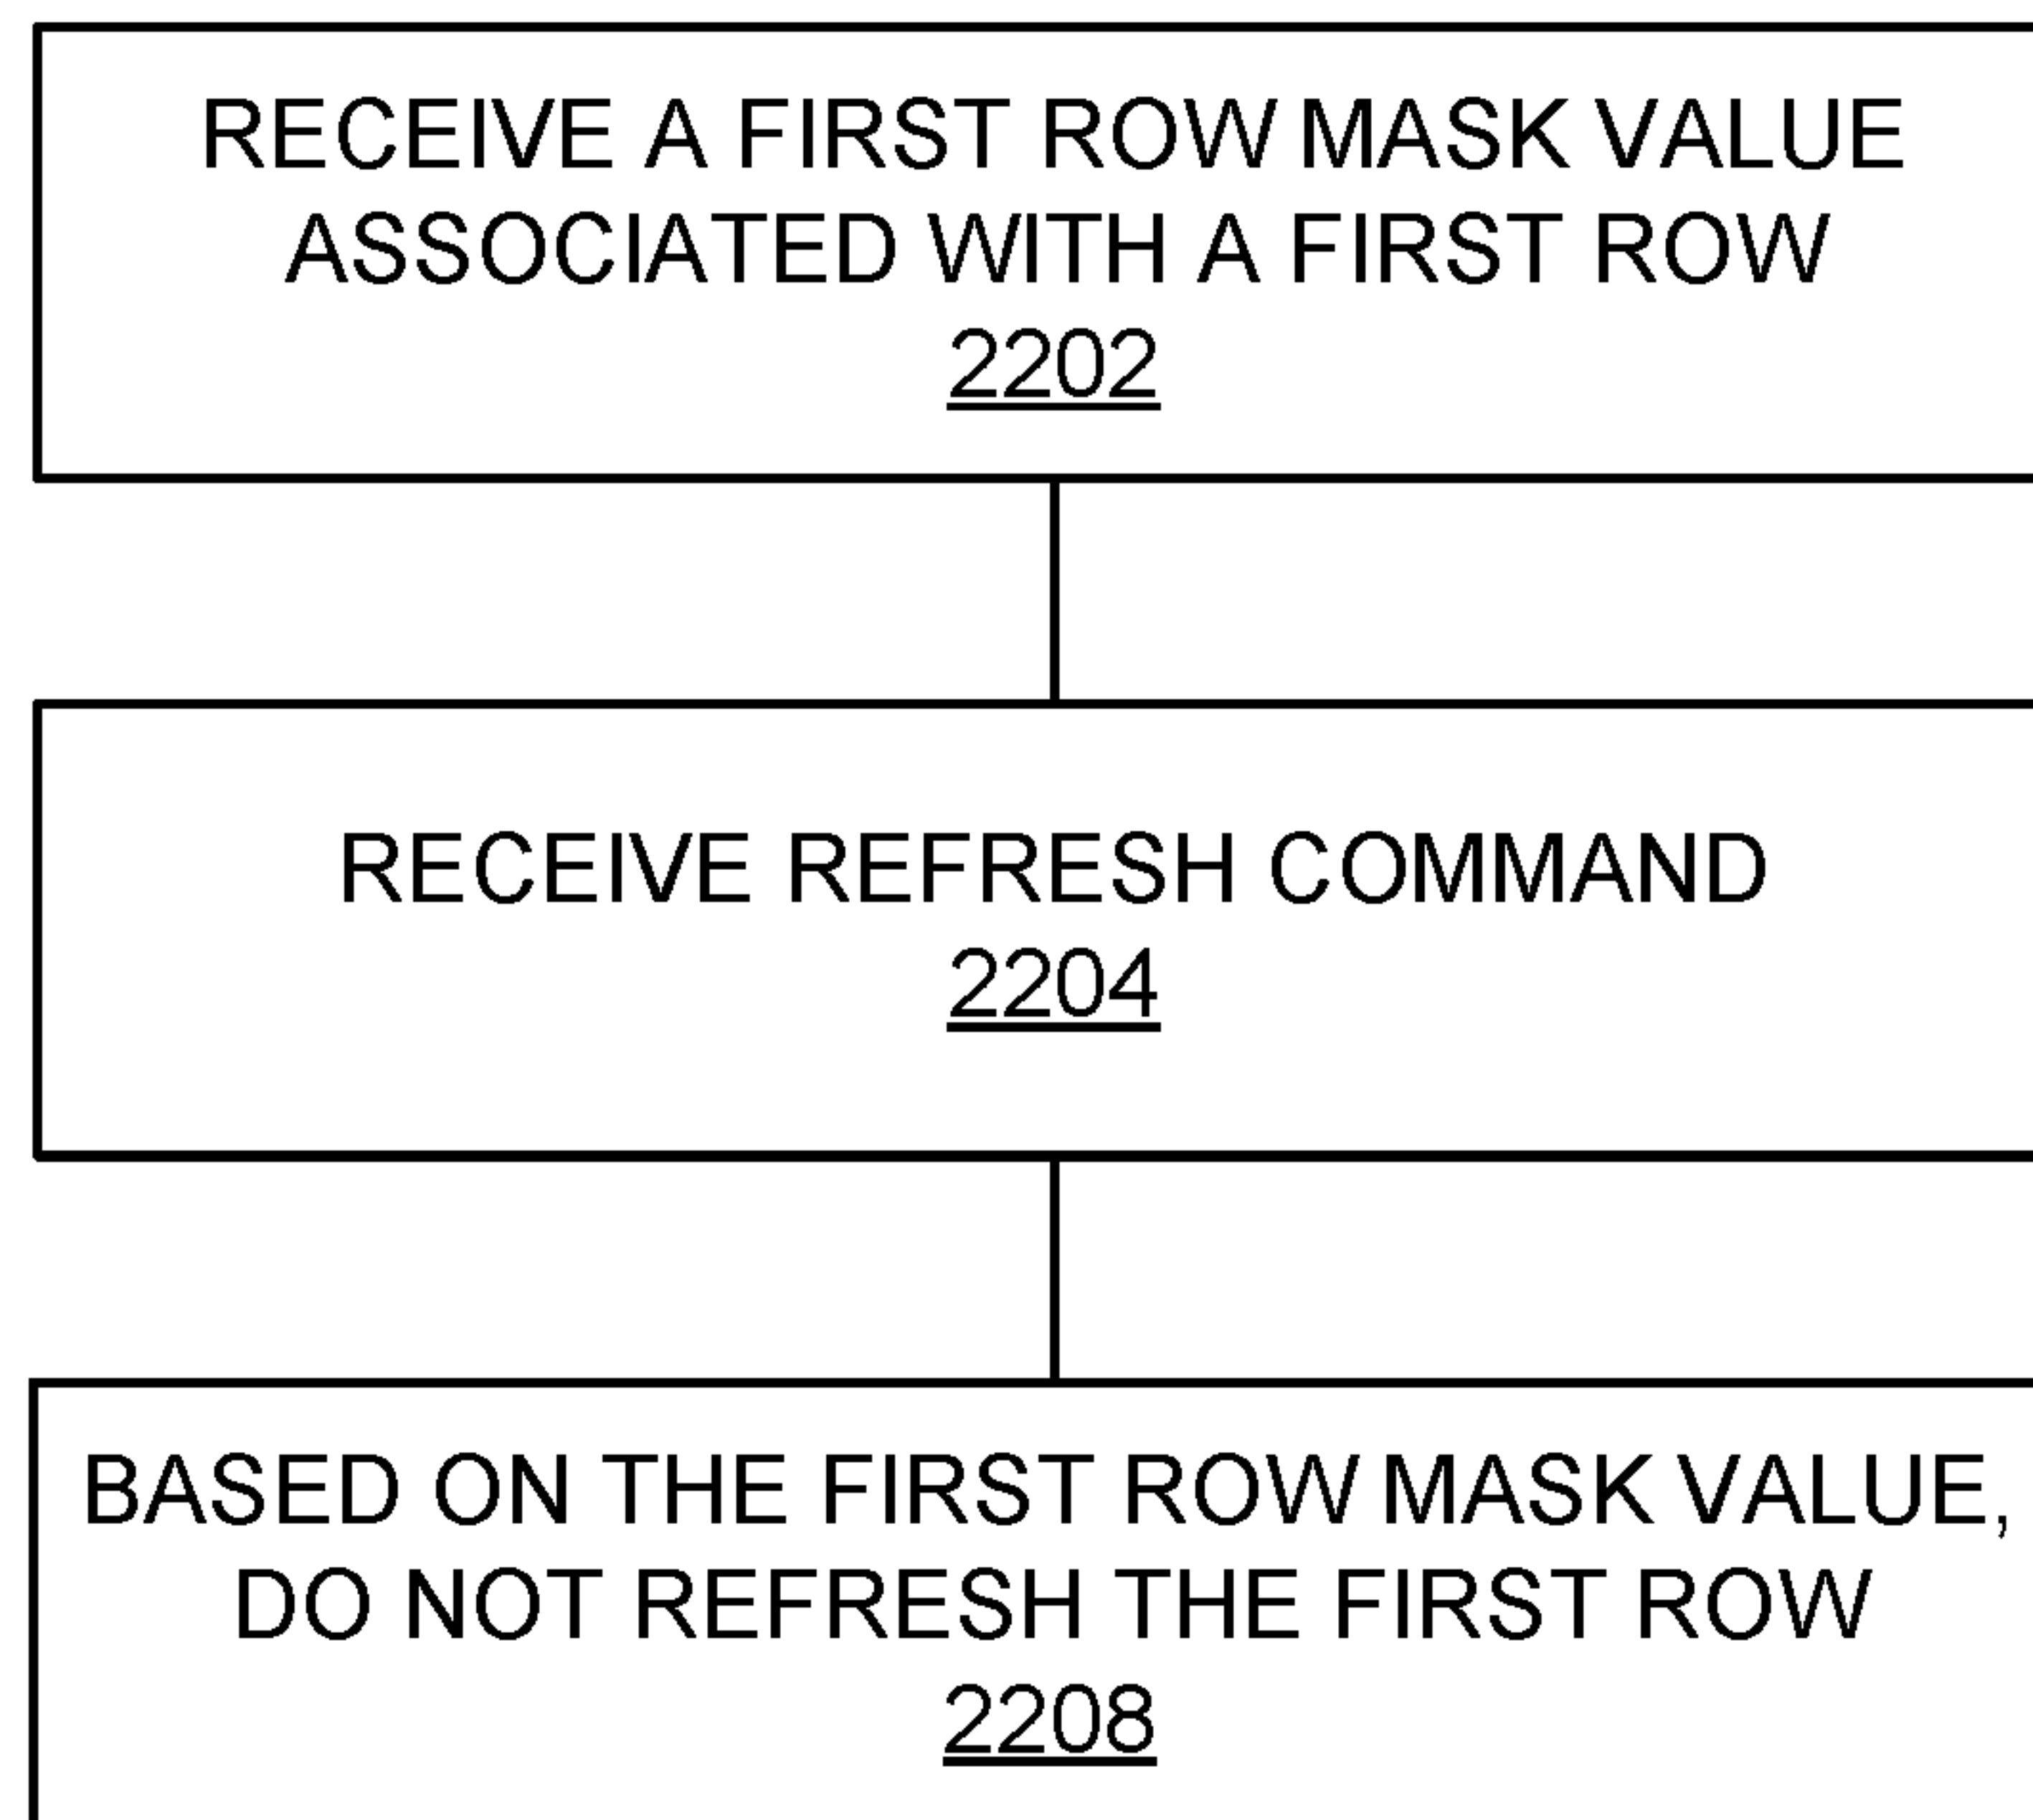 RECEIVE A FIRST ROW MASK VALUE
ASSOCIATED WITH A FIRST ROW
2202
RECEIVE REFRESH COMMAND
2204
BASED ON THE FIRST ROW MASK VALUE,
DO NOT REFRESH THE FIRST ROW
2208